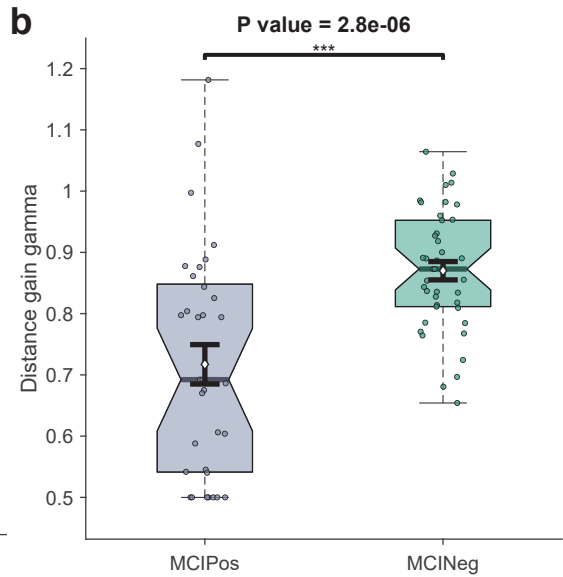 b
P value = 2.8e-06
***
1.2
1.1
1
0.9
0.8
0.7
0.6
0.5
Distance gain gamma
MCIPos
MCINeg